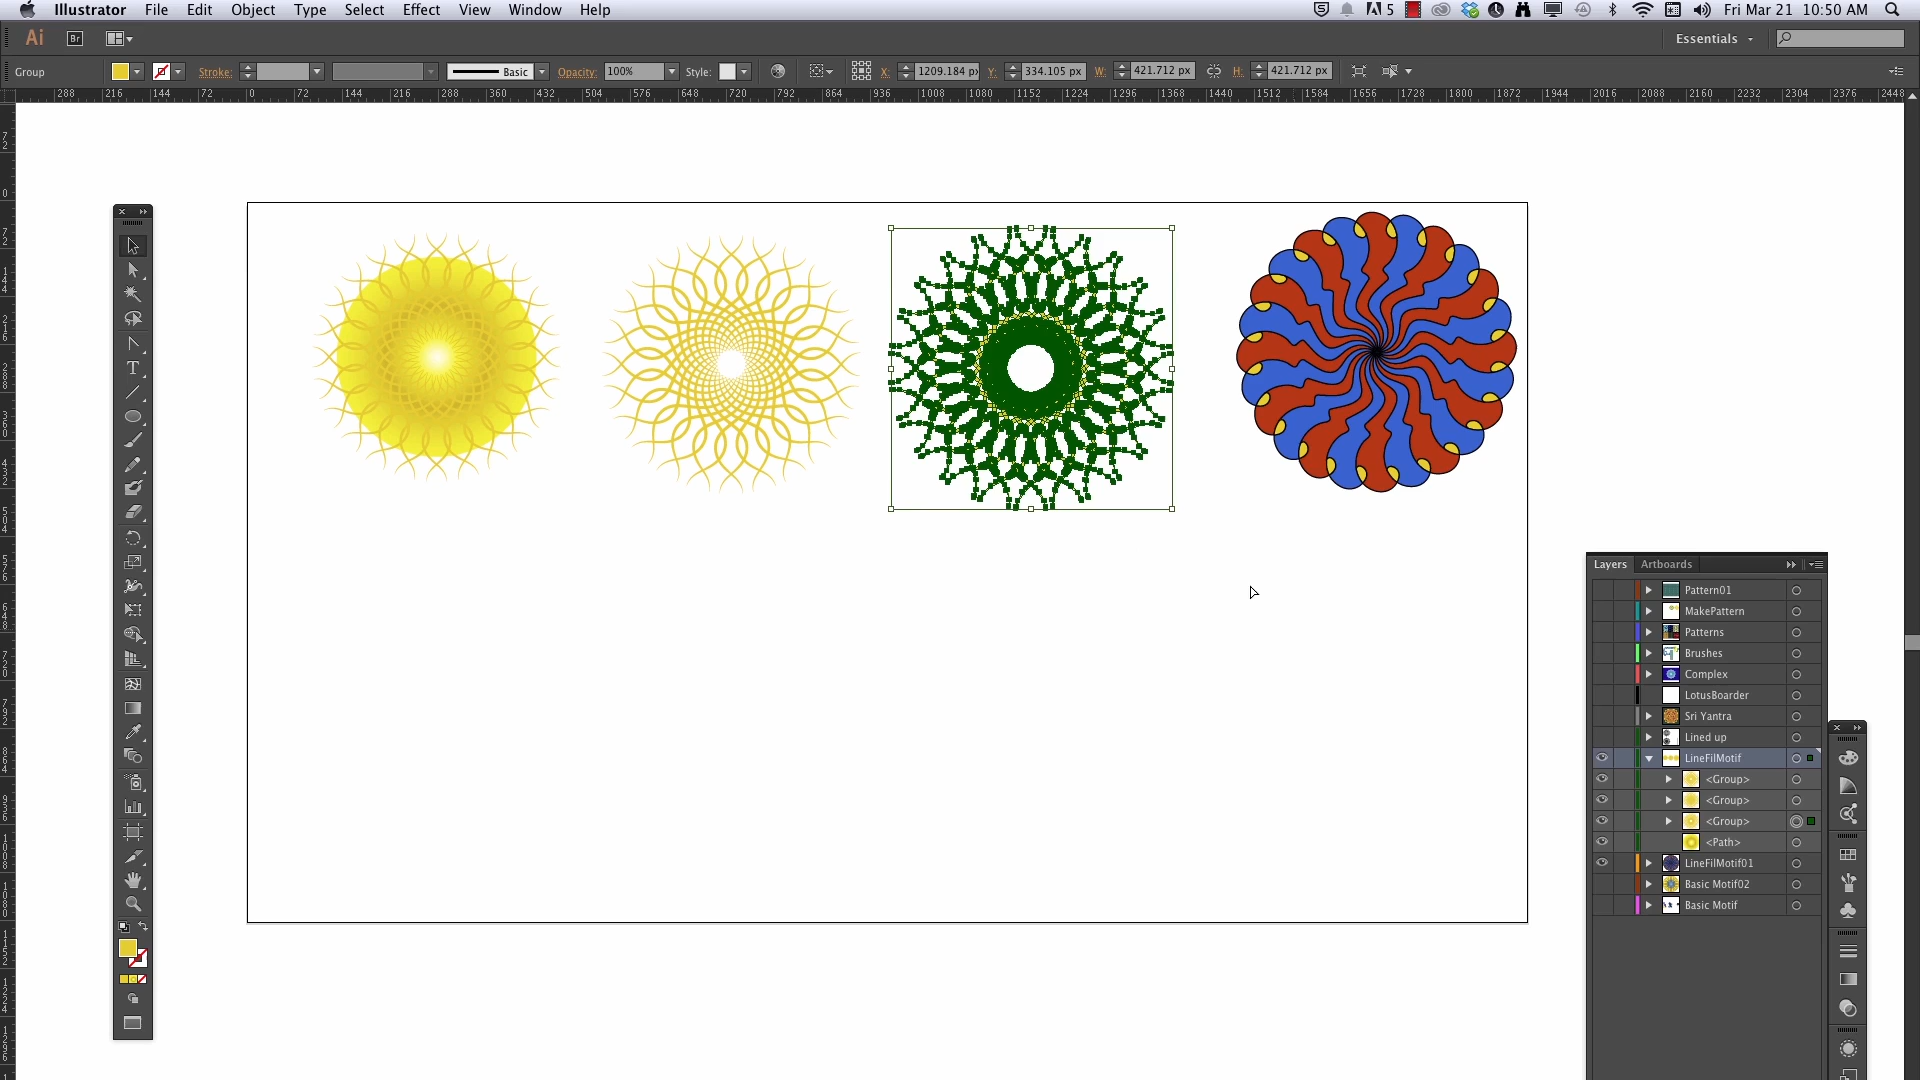 Illustrator File Edit Object Type Select Effect View Window Help 5 Fri Mar 21 10:50 AM
Ai Br Essentials
Group Stroke: Basic Opacity: 100% Style: X: 1209.184 px Y: 334.105 px W: 421.712 px H: 421.712 px
288 216 144 72 0 72 144 216 288 360 432 504 576 648 720 792 864 936 1008 1080 1152 1224 1296 1368 1440 1512 1584 1656 1728 1800 1872 1944 2016 2088 2160 2232 2304 2376 2448
Layers Artboards
Pattern01
MakePattern
Patterns
Brushes
Complex
LotusBoarder
Sri Yantra
Lined up
LineFilMotif
<Group>
<Group>
<Group>
<Path>
LineFilMotif01
Basic Motif02
Basic Motif